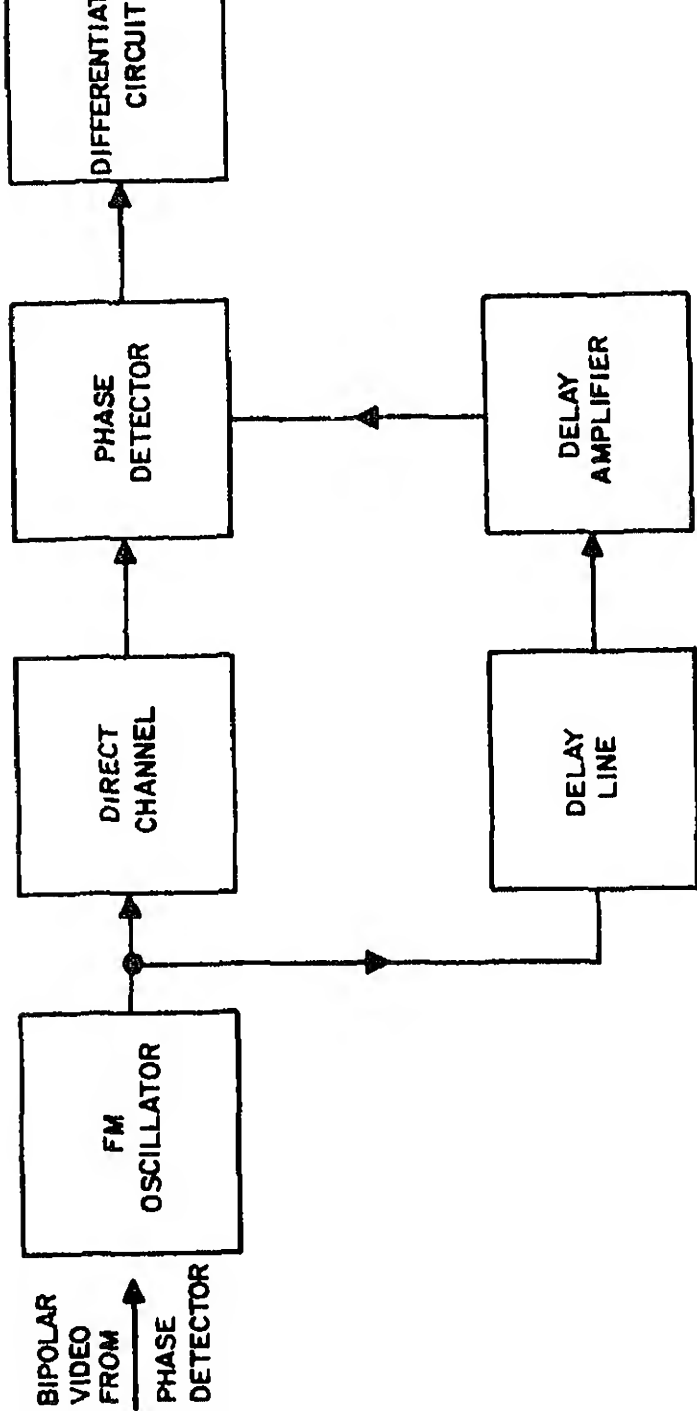 BIPOLAR
VIDEO
FROM
PHASE
DETECTOR
FM
OSCILLATOR
DIRECT
CHANNEL
PHASE
DETECTOR
CIRCUIT
DELAY
LINE
DELAY
AMPLIFIER